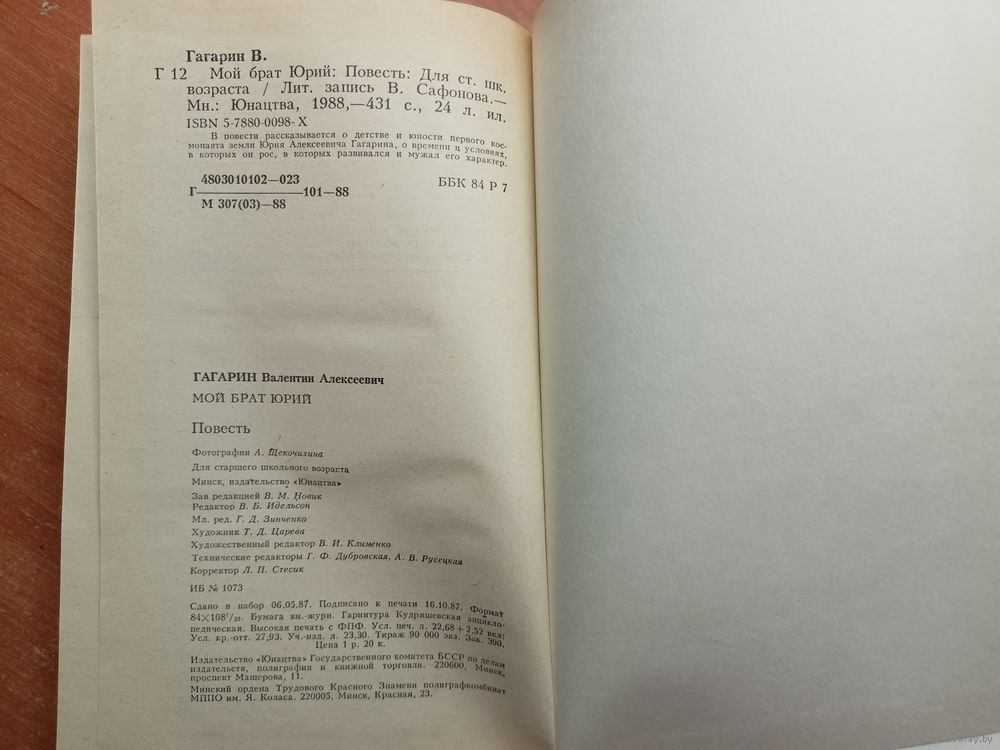 Гагарин В.
Г 12 Мой брат Юрий: Повесть: Для ст. шк.
возраста / Лит. запись В. Сафонова.—
Мн.: Юнацтва, 1988,—431 с., 24 л. ил.
ISBN 5-7880-0098-X
В повести рассказывается о детстве и юности первого кос-
монавта земли Юрия Алексеевича Гагарина, о времени и условиях,
в которых он рос, в которых развивался и мужал его характер.
4803010102—023
Г———————101—88
М 307(03)—88
ББК 84 Р 7
ГАГАРИН Валентин Алексеевич
МОЙ БРАТ ЮРИЙ
Повесть
Фотографии А. Щекочихина
Для старшего школьного возраста
Минск, издательство «Юнацтва»
Зав редакцией В. М. Новик
Редактор В. Б. Идельсон
Мл. ред. Г. Д. Зинченко
Художник Т. Д. Царева
Художественный редактор В. И. Клименко
Технические редакторы Г. Ф. Дубровская, А. В. Русецкая
Корректор Л. П. Стесик
ИБ № 1073
Сдано в набор 06.05.87. Подписано к печати 16.10.87. Формат
84×108¹/₃₂. Бумага кн.-журн. Гарнитура Кудряшевская энцикло-
педическая. Высокая печать с ФПФ. Усл. печ. л. 22,68+2,52 вкл:
Усл. кр.-отт. 27,93. Уч.-изд. л. 23,30. Тираж 90 000 экз. Зак. 390.
Цена 1 р. 20 к.
Издательство «Юнацтва» Государственного комитета БССР по делам
издательств, полиграфии и книжной торговли. 220600, Минск,
проспект Машерова, 11.
Минский ордена Трудового Красного Знамени полиграфкомбинат
МППО им. Я. Коласа. 220005, Минск, Красная, 23.